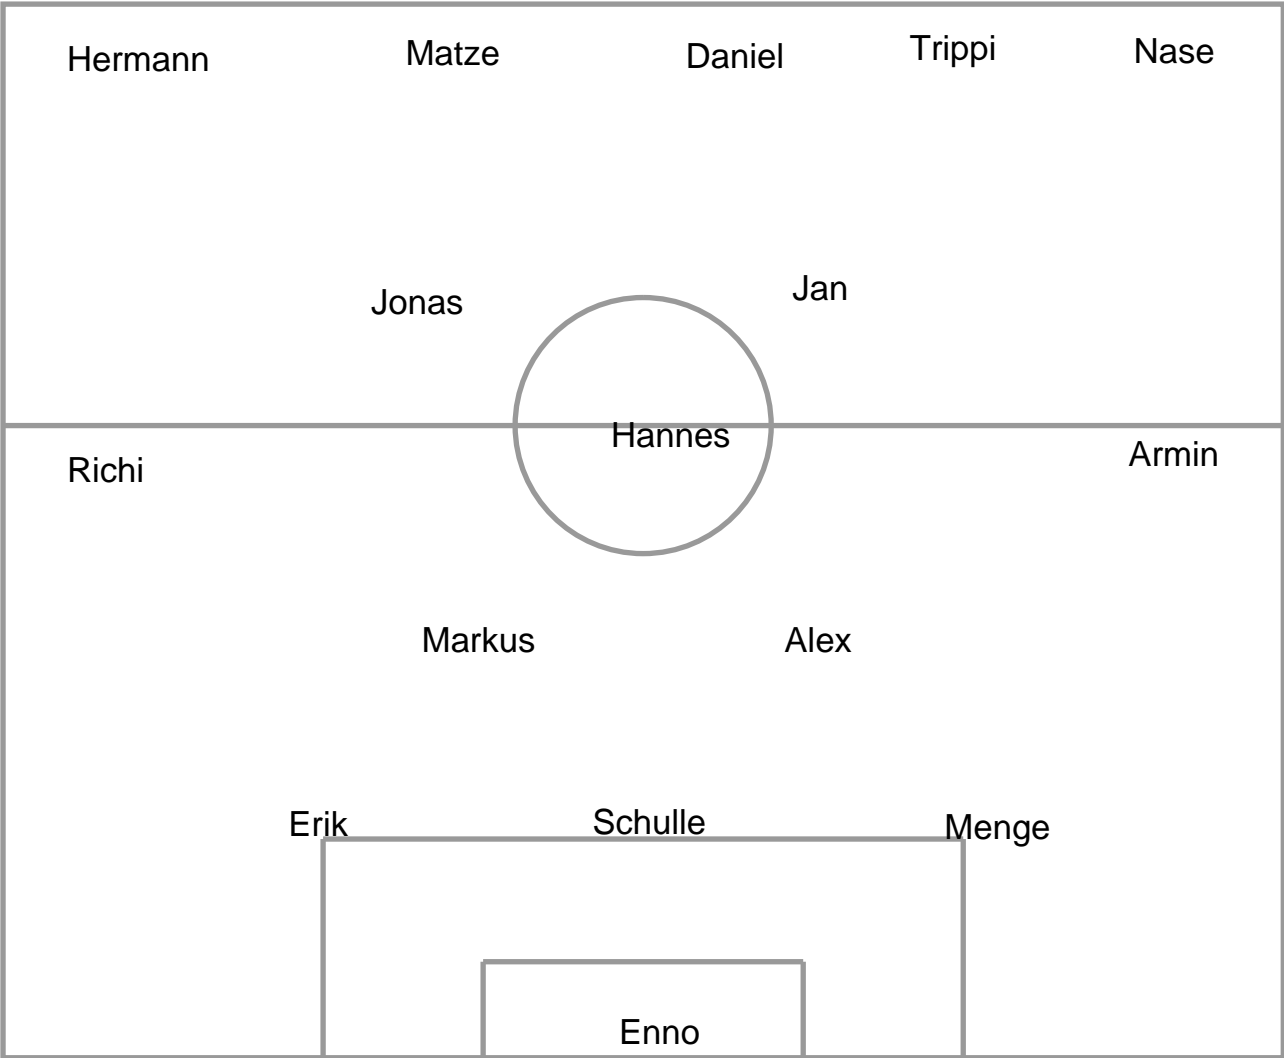 Hermann Matze Daniel Trippi Nase
Jonas Jan
Hannes
Richi Armin
Markus Alex
Erik Schulle Menge
Enno